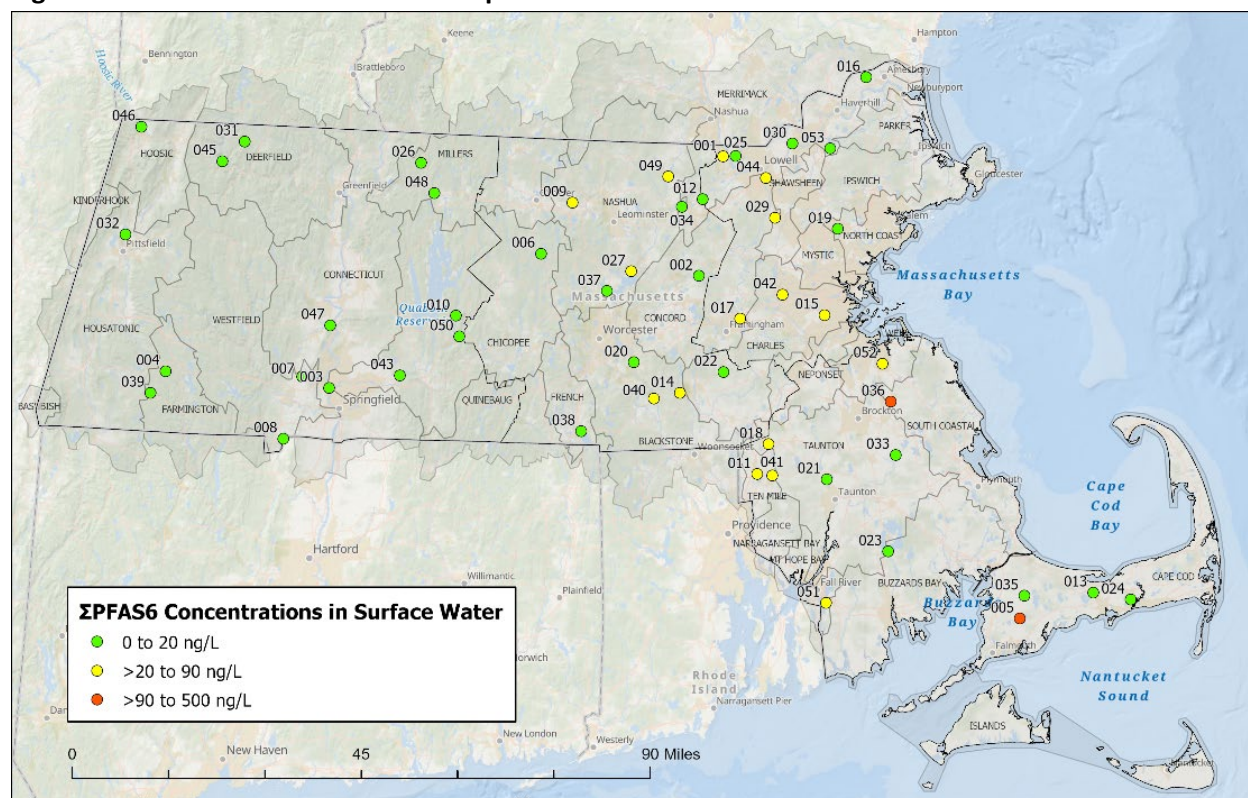 Keene
Hampton
Bennington
Hoosic River
Brattleboro
016
Amesbury
Newburyport
MERRIMACK
Nashua
Haverhill
PARKER
046
031
HOOSIC
045
DEERFIELD
026
MILLERS
001
025
030
053
Lowell
Ipswich
044
SHAWSHEEN
IPSWICH
Gloucester
049
048
Greenfield
KINDERHOOK
009
NASHUA
Leominster
012
034
029
019
NORTH COAST
032
Pittsfield
006
MYSTIC
CONNECTICUT
027
002
Massachusetts
Bay
037
Massachusetts
042
HOUSATONIC
WESTFIELD
047
010
050
CHICOPEE
Worcester
CONCORD
017
Framingham
015
CHARLES
004
007
003
043
020
022
NEPONSET
052
039
FARMINGTON
Springfield
QUINEBAUG
FRENCH
040
014
036
Brockton
SOUTH COASTAL
008
038
BLACKSTONE
Woonsocket
018
TAUNTON
033
011
041
TEN MILE
021
Taunton
Plymouth
Cape
Cod
Bay
Providence
NARRAGANSETT BAY
023
Hartford
Willimantic
Plainfield
Fall River
BUZZARDS BAY
051
035
013
024
CAPE COD
005
Bay
Falmouth
ΣPFAS6 Concentrations in Surface Water
0 to 20 ng/L
>20 to 90 ng/L
>90 to 500 ng/L
Rhode
Island
Narragansett Pier
Nantucket
Sound
ISLANDS
New London
Westerly
0
45
90 Miles
New Haven
Nantucket